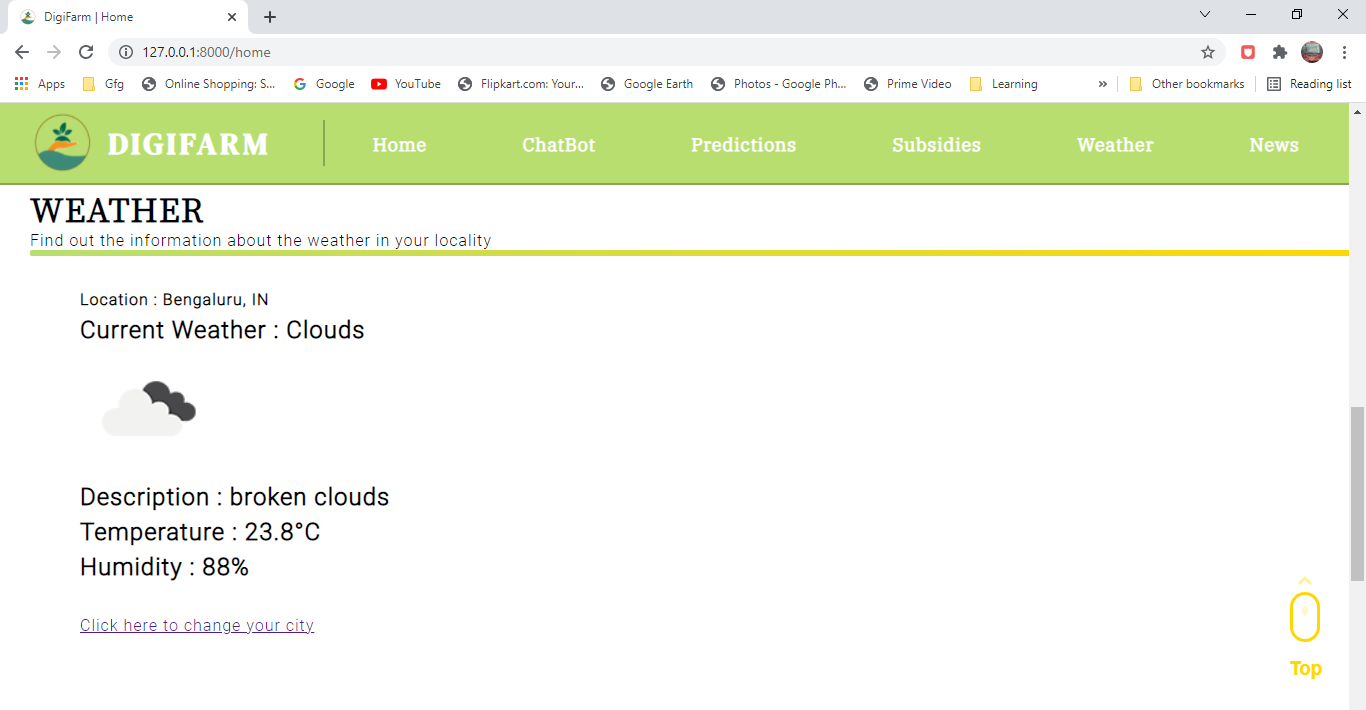 DigiFarm | Home
127.0.0.1:8000/home
Apps Gfg Online Shopping: S... Google YouTube Flipkart.com: Your... Google Earth Photos - Google Ph... Prime Video Learning » Other bookmarks Reading list
DIGIFARM Home ChatBot Predictions Subsidies Weather News
WEATHER
Find out the information about the weather in your locality
Location : Bengaluru, IN
Current Weather : Clouds
Description : broken clouds
Temperature : 23.8°C
Humidity : 88%
Click here to change your city
Top